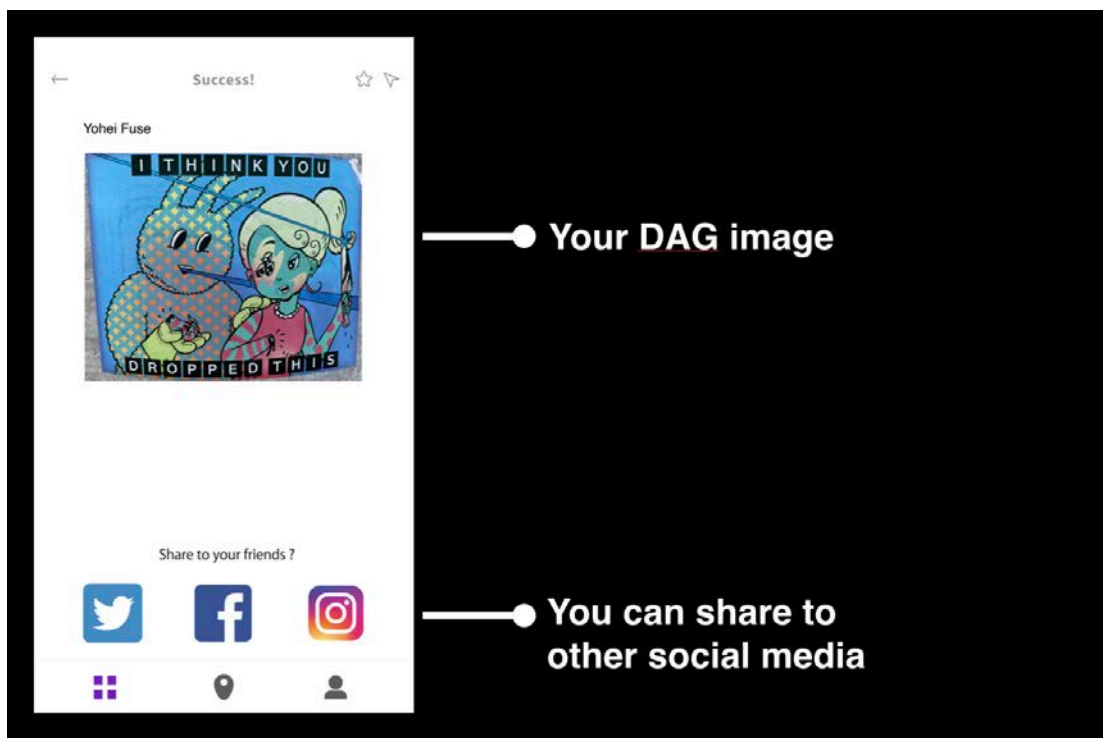 Success!
Yohei Fuse
I THINK YOU
DROPPED THIS
Your DAG image
Share to your friends ?
You can share to
other social media